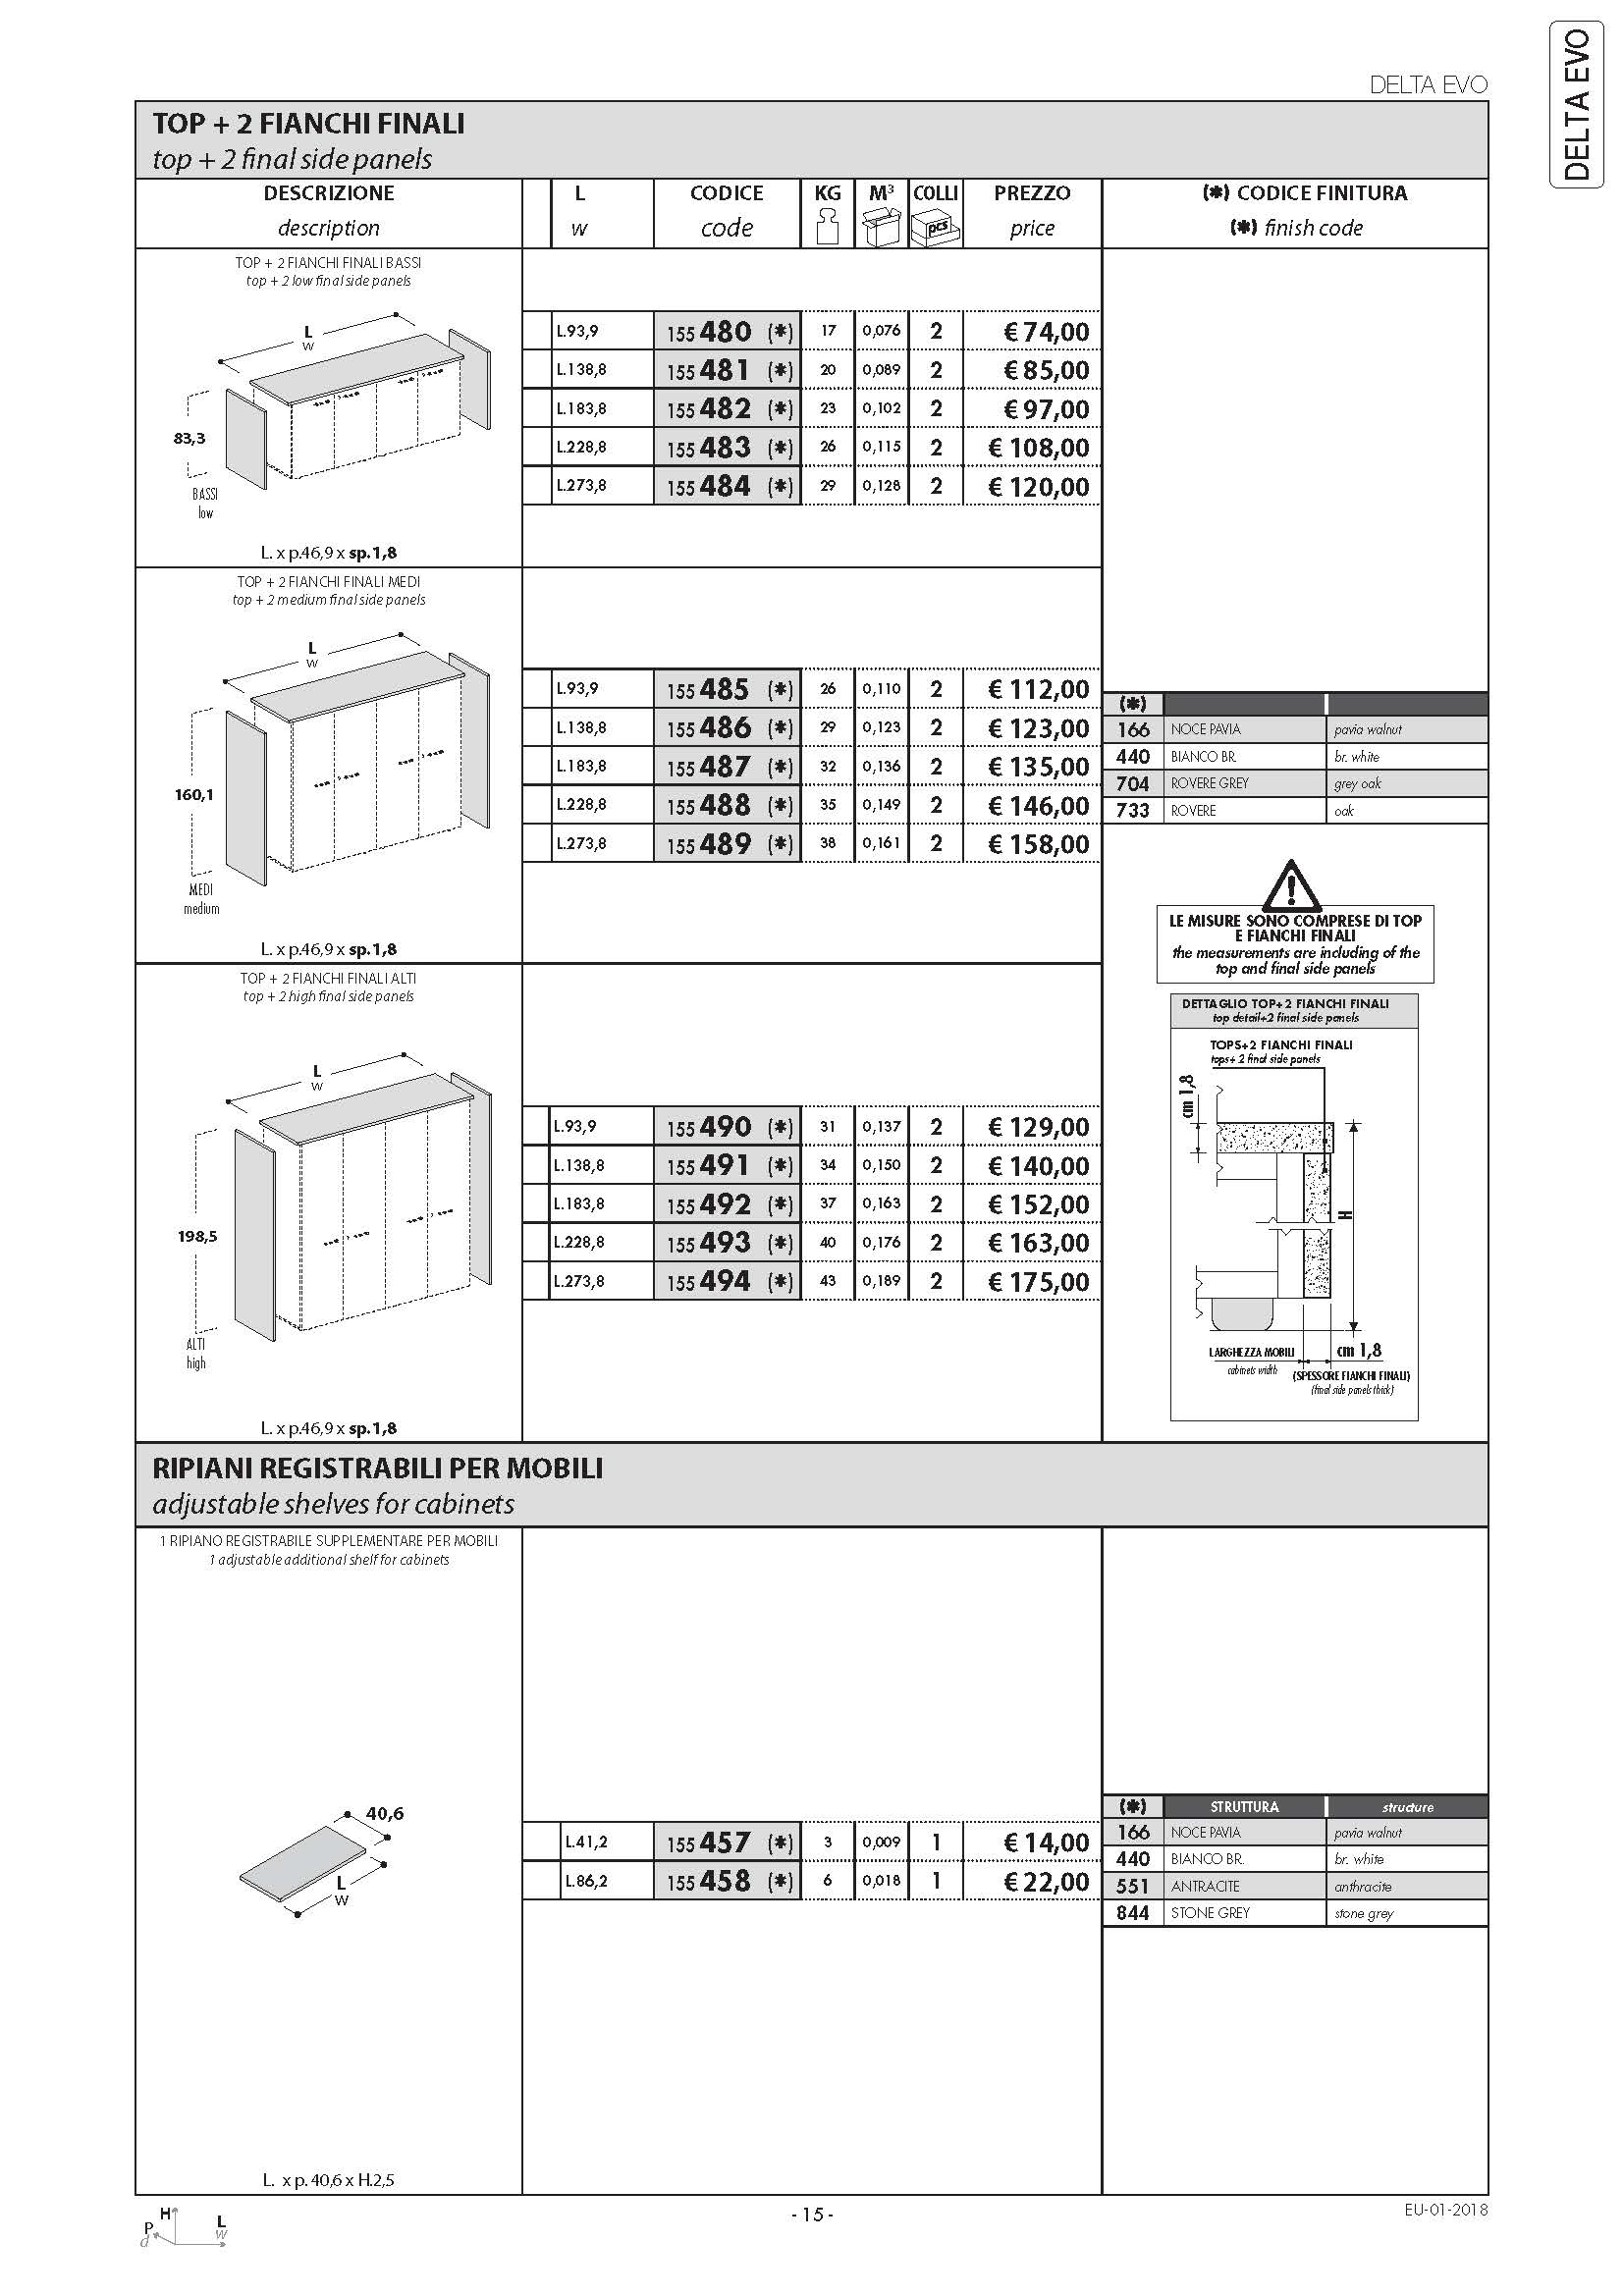 DELTA EVO
DELTA EVO
TOP + 2 FIANCHI FINALI
top + 2 final side panels
DESCRIZIONE L CODICE KG M³ COLLI PREZZO (*) CODICE FINITURA
description w code pcs price (*) finish code
TOP + 2 FIANCHI FINALI BASSI
top + 2 low final side panels
L
w
83,3
BASSI
low
L. x p.46,9 x sp.1,8
L.93,9 155 480 (*) 17 0,076 2 € 74,00
L.138,8 155 481 (*) 20 0,089 2 € 85,00
L.183,8 155 482 (*) 23 0,102 2 € 97,00
L.228,8 155 483 (*) 26 0,115 2 € 108,00
L.273,8 155 484 (*) 29 0,128 2 € 120,00
TOP + 2 FIANCHI FINALI MEDI
top + 2 medium final side panels
L
w
160,1
MEDI
medium
L. x p.46,9 x sp.1,8
L.93,9 155 485 (*) 26 0,110 2 € 112,00
L.138,8 155 486 (*) 29 0,123 2 € 123,00
L.183,8 155 487 (*) 32 0,136 2 € 135,00
L.228,8 155 488 (*) 35 0,149 2 € 146,00
L.273,8 155 489 (*) 38 0,161 2 € 158,00
(*)
166 NOCE PAVIA pavia walnut
440 BIANCO BR. br. white
704 ROVERE GREY grey oak
733 ROVERE oak
!
LE MISURE SONO COMPRESE DI TOP
E FIANCHI FINALI
the measurements are including of the
top and final side panels
TOP + 2 FIANCHI FINALI ALTI
top + 2 high final side panels
L
w
198,5
ALTI
high
L. x p.46,9 x sp.1,8
L.93,9 155 490 (*) 31 0,137 2 € 129,00
L.138,8 155 491 (*) 34 0,150 2 € 140,00
L.183,8 155 492 (*) 37 0,163 2 € 152,00
L.228,8 155 493 (*) 40 0,176 2 € 163,00
L.273,8 155 494 (*) 43 0,189 2 € 175,00
DETTAGLIO TOP+2 FIANCHI FINALI
top detail+2 final side panels
TOPS+2 FIANCHI FINALI
tops+ 2 final side panels
cm 1,8
H
LARGHEZZA MOBILI cm 1,8
cabinets width (SPESSORE FIANCHI FINALI)
(final side panels thick)
RIPIANI REGISTRABILI PER MOBILI
adjustable shelves for cabinets
1 RIPIANO REGISTRABILE SUPPLEMENTARE PER MOBILI
1 adjustable additional shelf for cabinets
40,6
L
w
L. x p. 40,6 x H.2,5
L.41,2 155 457 (*) 3 0,009 1 € 14,00
L.86,2 155 458 (*) 6 0,018 1 € 22,00
(*) STRUTTURA structure
166 NOCE PAVIA pavia walnut
440 BIANCO BR. br. white
551 ANTRACITE anthracite
844 STONE GREY stone grey
H
P
d
L
w
- 15 -
EU-01-2018